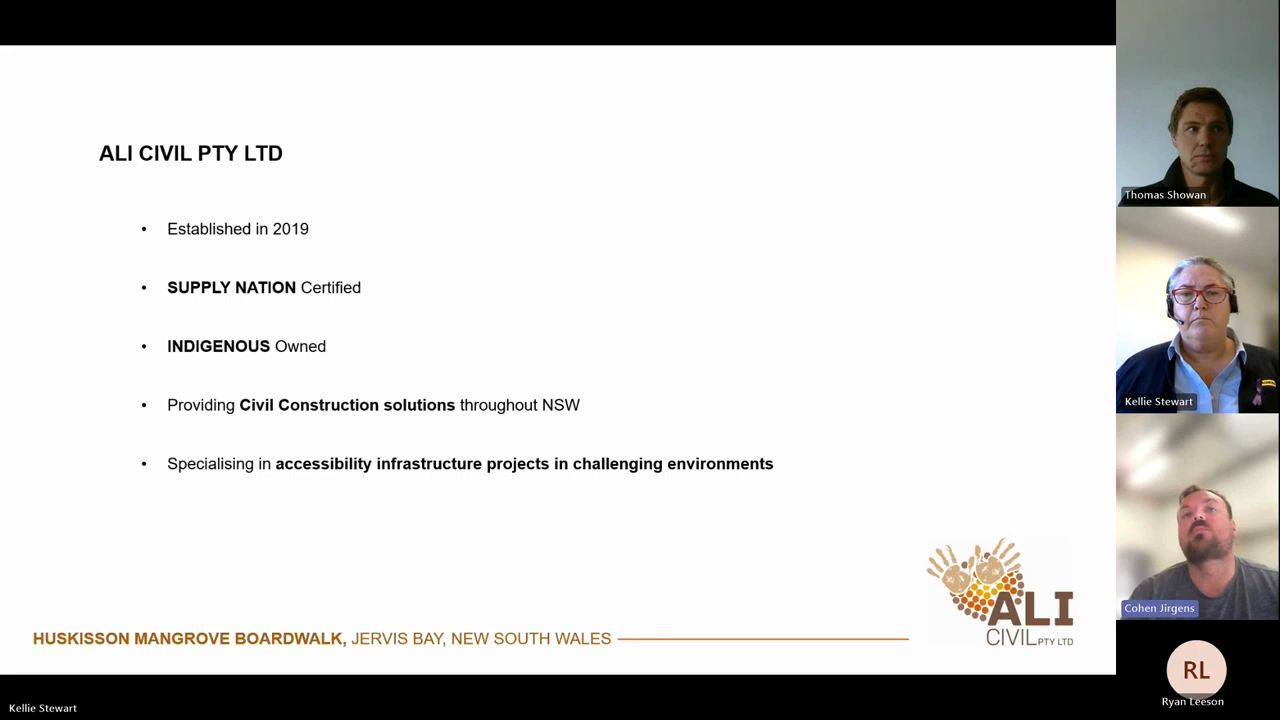 ALI CIVIL PTY LTD
• Established in 2019
• SUPPLY NATION Certified
• INDIGENOUS Owned
• Providing Civil Construction solutions throughout NSW
• Specialising in accessibility infrastructure projects in challenging environments
HUSKISSON MANGROVE BOARDWALK, JERVIS BAY, NEW SOUTH WALES
ALI
CIVIL PTY LTD
Thomas Showan
Kellie Stewart
Cohen Jirgens
RL
Ryan Leeson
Kellie Stewart